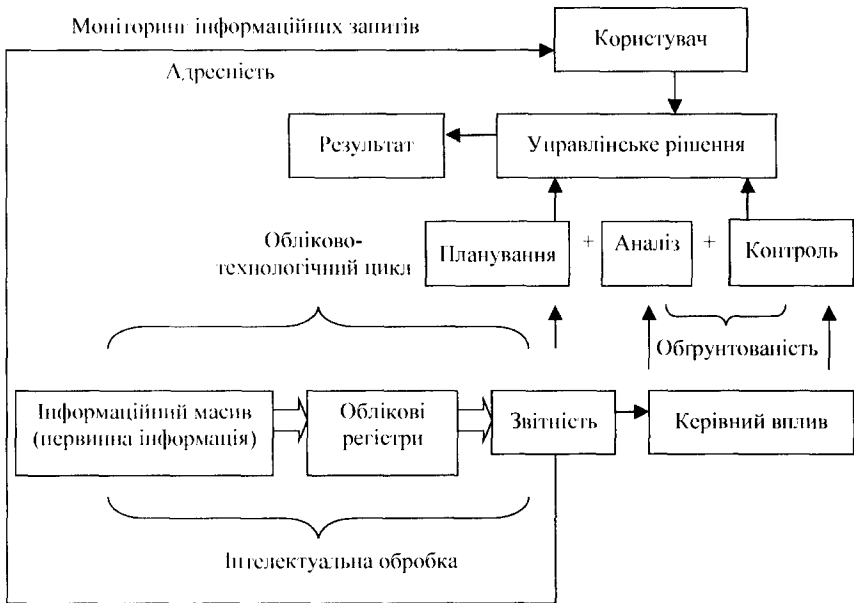 Моніторинг інформаційних запитів
Адресність
Користувач
Результат
Управлінське рішення
Обліково-
технологічний цикл
Планування + Аналіз + Контроль
Обґрунтованість
Інформаційний масив
(первинна інформація)
Облікові
регістри
Звітність
Керівний вплив
Інтелектуальна обробка